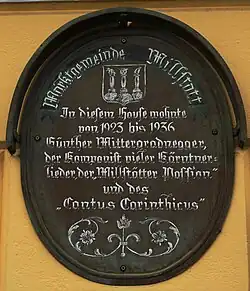 Marktgemeinde Millstatt
In diesem Hause wohnte
von 1923 bis 1936
Günther Mittergradnegger,
der Komponist vieler Kärntner-
lieder, der „Millstätter Passion“
und des
„Cantus Carinthicus“